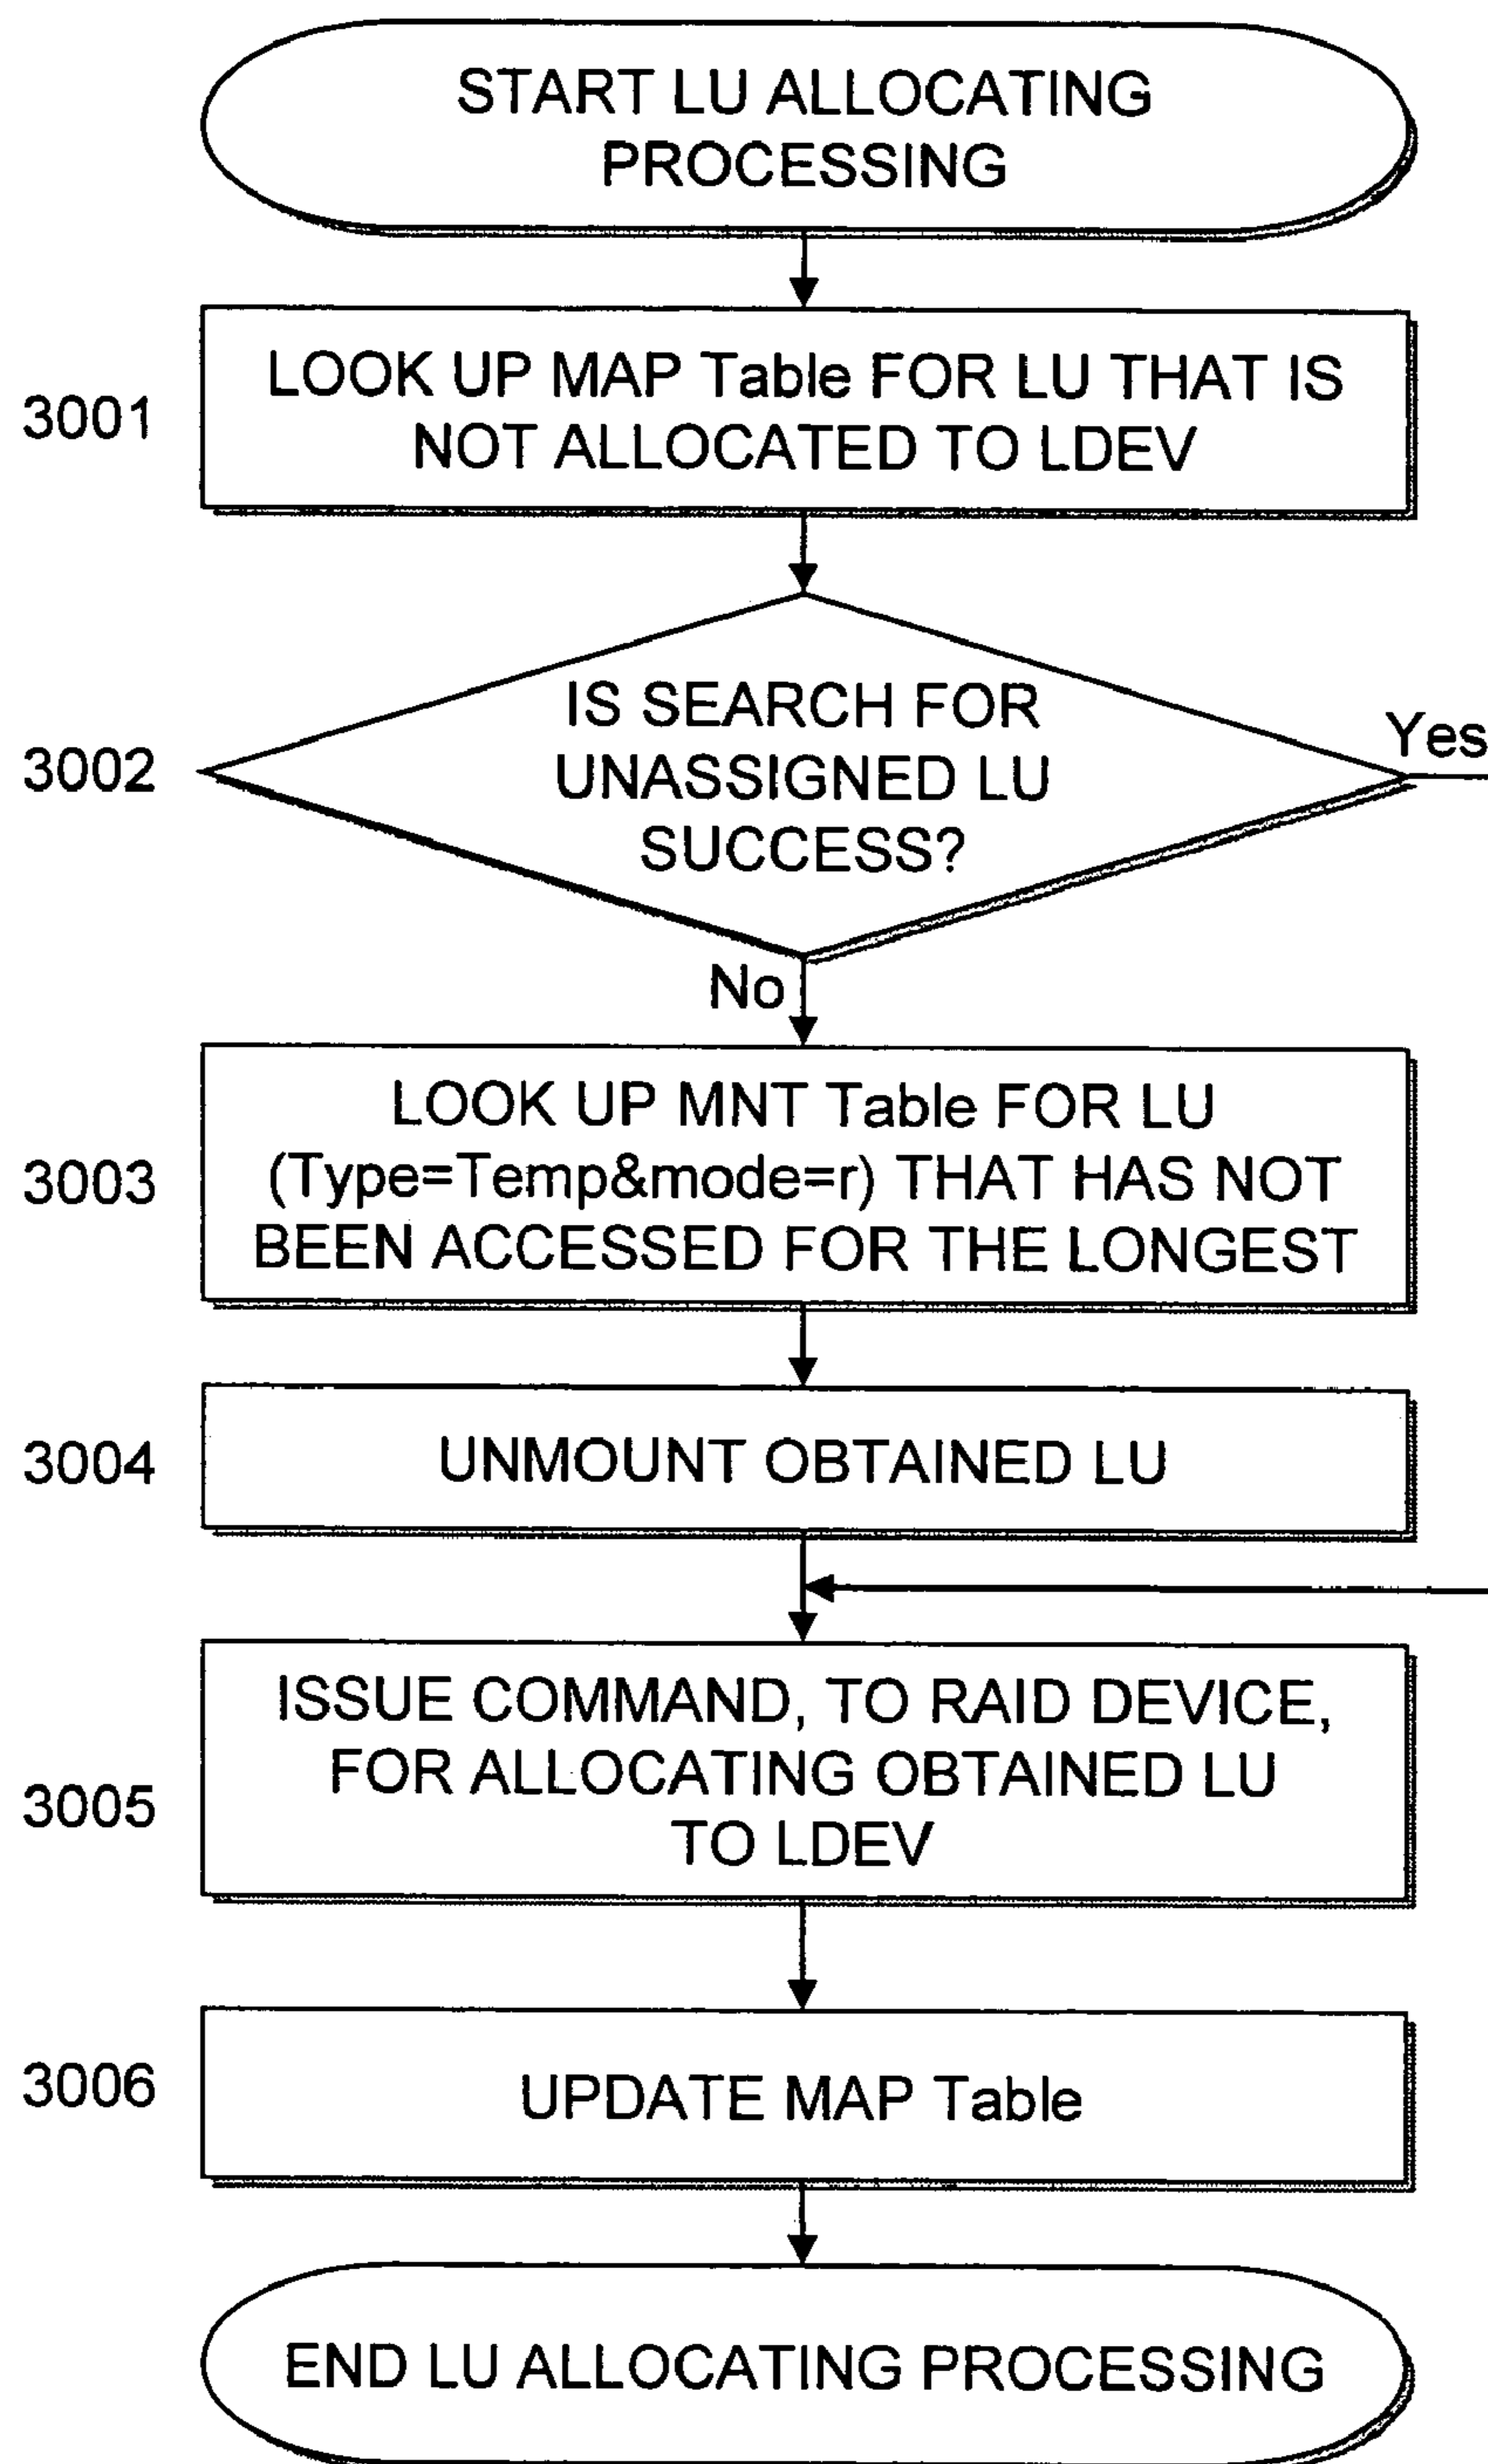 START LU ALLOCATING
PROCESSING
3001
LOOK UP MAP Table FOR LU THAT IS
NOT ALLOCATED TO LDEV
3002
IS SEARCH FOR
UNASSIGNED LU
SUCCESS?
Yes
No
3003
LOOK UP MNT Table FOR LU
(Type=Temp&mode=r) THAT HAS NOT
BEEN ACCESSED FOR THE LONGEST
3004
UNMOUNT OBTAINED LU
3005
ISSUE COMMAND, TO RAID DEVICE,
FOR ALLOCATING OBTAINED LU
TO LDEV
3006
UPDATE MAP Table
END LU ALLOCATING PROCESSING